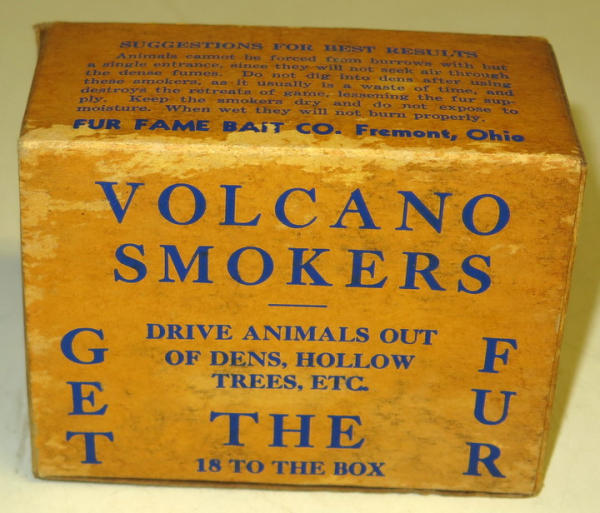 SUGGESTIONS FOR BEST RESULTS
Animals cannot be forced from burrows with but
a single entrance, since they will not seek air through
the dense fumes. Do not dig into dens after using
these smokers, as it usually is a waste of time, and
destroys the retreats of game, lessening the fur sup-
ply. Keep the smokers dry and do not expose to
moisture. When wet they will not burn properly.
FUR FAME BAIT CO. Fremont, Ohio
VOLCANO
SMOKERS
DRIVE ANIMALS OUT
OF DENS, HOLLOW
TREES, ETC.
GET
THE
FUR
18 TO THE BOX